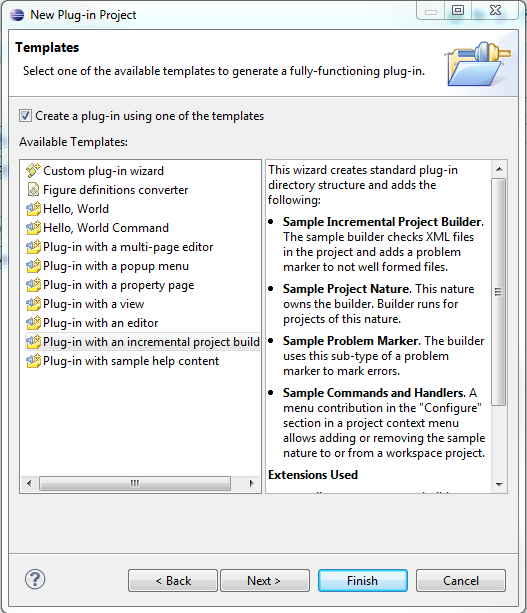 New Plug-in Project
Templates
Select one of the available templates to generate a fully-functioning plug-in.
Create a plug-in using one of the templates
Available Templates:
Custom plug-in wizard
Figure definitions converter
Hello, World
Hello, World Command
Plug-in with a multi-page editor
Plug-in with a popup menu
Plug-in with a property page
Plug-in with a view
Plug-in with an editor
Plug-in with an incremental project build
Plug-in with sample help content
This wizard creates standard plug-in
directory structure and adds the
following:
Sample Incremental Project Builder.
The sample builder checks XML files
in the project and adds a problem
marker to not well formed files.
Sample Project Nature. This nature
owns the builder. Builder runs for
projects of this nature.
Sample Problem Marker. The builder
uses this sub-type of a problem
marker to mark errors.
Sample Commands and Handlers. A
menu contribution in the "Configure"
section in a project context menu
allows adding or removing the sample
nature to or from a workspace project.
Extensions Used
?
< Back
Next >
Finish
Cancel